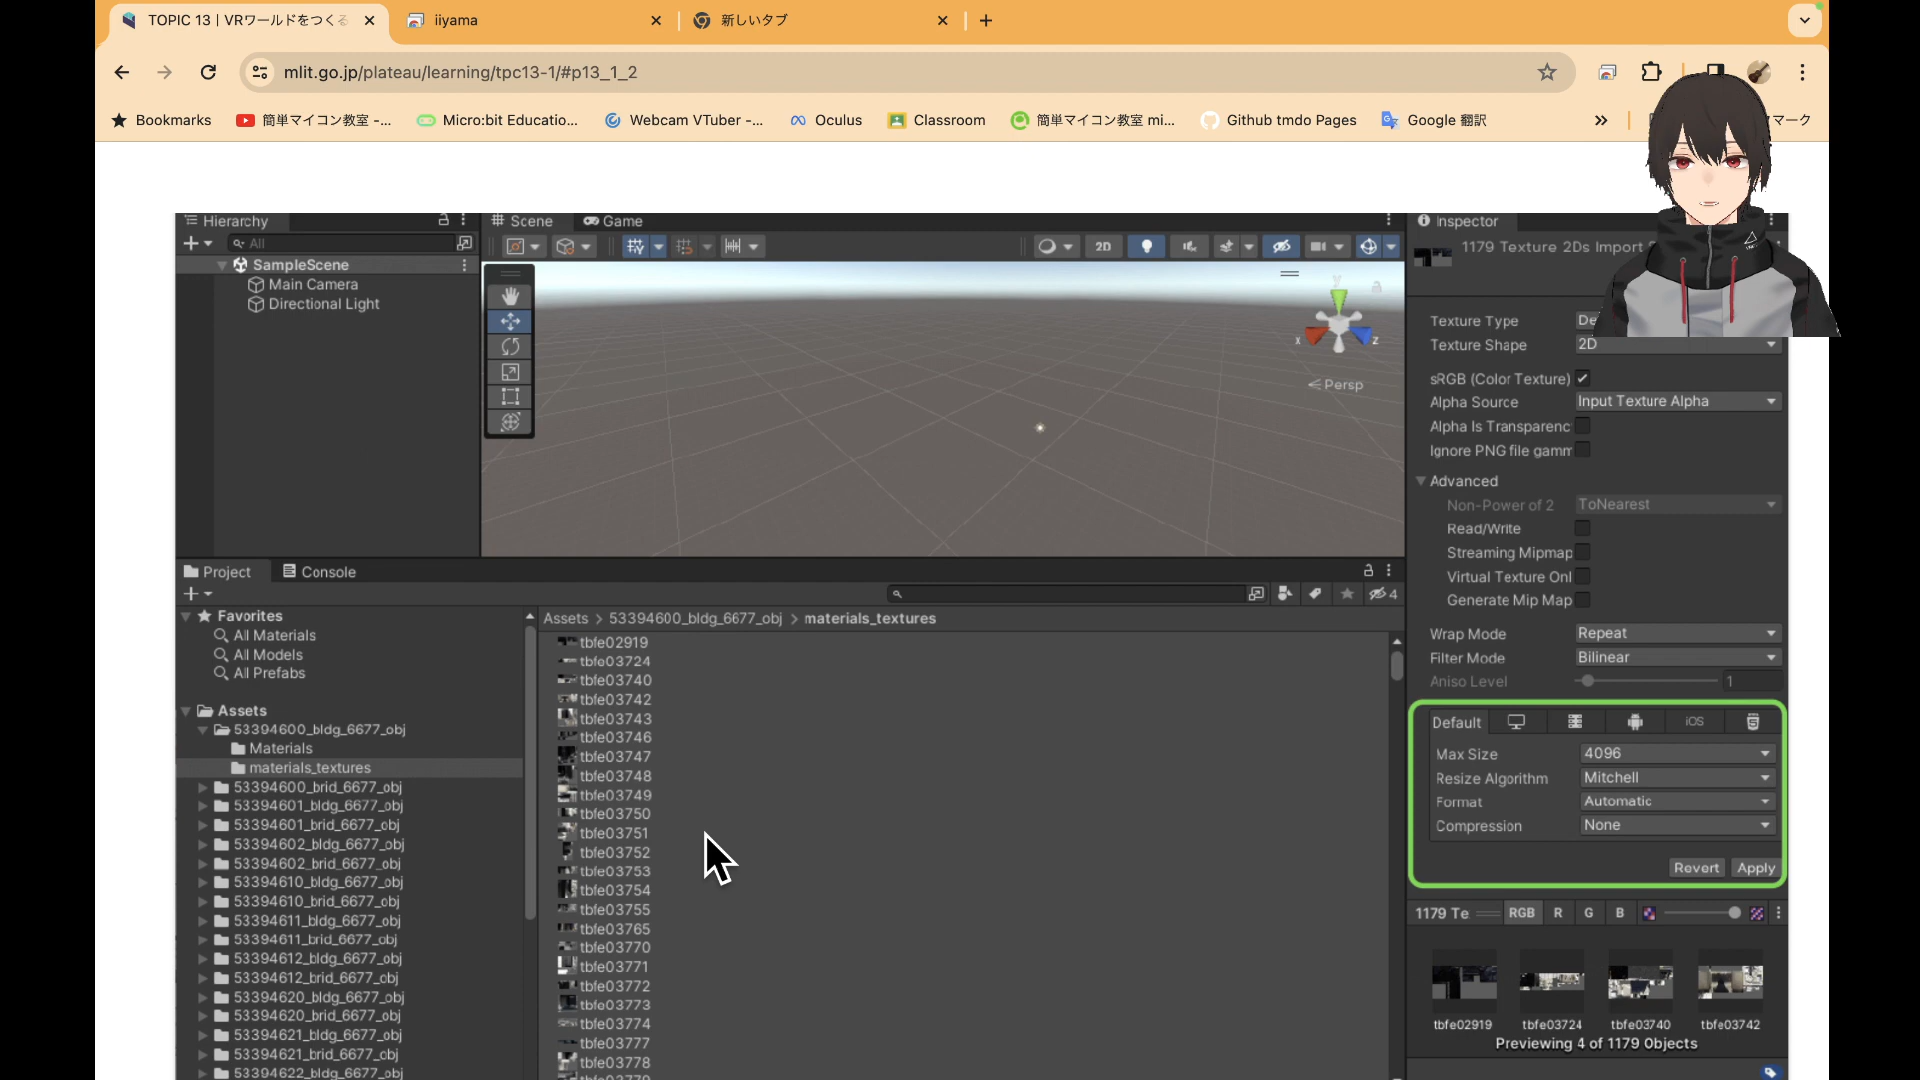 TOPIC 13 | VRワールドをつくる
iiyama
新しいタブ
mlit.go.jp/plateau/learning/tpc13-1/#p13_1_2
Bookmarks
簡単マイコン教室 -...
Micro:bit Educatio...
Webcam VTuber -...
Oculus
Classroom
簡単マイコン教室 mi...
Github tmdo Pages
Google 翻訳
マーク
Hierarchy
All
SampleScene
Main Camera
Directional Light
Scene
Game
2D
y
x
z
Persp
Inspector
1179 Texture 2Ds Import
Texture Type
De
Texture Shape
2D
sRGB (Color Texture)
Alpha Source
Input Texture Alpha
Alpha Is Transparenc
Ignore PNG file gamm
Advanced
Non-Power of 2
ToNearest
Read/Write
Streaming Mipmap
Virtual Texture Onl
Generate Mip Map
Wrap Mode
Repeat
Filter Mode
Bilinear
Aniso Level
1
Default
iOS
Max Size
4096
Resize Algorithm
Mitchell
Format
Automatic
Compression
None
Revert
Apply
1179 Te
RGB
R
G
B
tbfe02919
tbfe03724
tbfe03740
tbfe03742
Previewing 4 of 1179 Objects
Project
Console
4
Favorites
All Materials
All Models
All Prefabs
Assets
53394600_bldg_6677_obj
Materials
materials_textures
53394600_brid_6677_obj
53394601_bldg_6677_obj
53394601_brid_6677_obj
53394602_bldg_6677_obj
53394602_brid_6677_obj
53394610_bldg_6677_obj
53394610_brid_6677_obj
53394611_bldg_6677_obj
53394611_brid_6677_obj
53394612_bldg_6677_obj
53394612_brid_6677_obj
53394620_bldg_6677_obj
53394620_brid_6677_obj
53394621_bldg_6677_obj
53394621_brid_6677_obj
53394622_bldg_6677_obj
Assets > 53394600_bldg_6677_obj > materials_textures
tbfe02919
tbfe03724
tbfe03740
tbfe03742
tbfe03743
tbfe03746
tbfe03747
tbfe03748
tbfe03749
tbfe03750
tbfe03751
tbfe03752
tbfe03753
tbfe03754
tbfe03755
tbfe03765
tbfe03770
tbfe03771
tbfe03772
tbfe03773
tbfe03774
tbfe03777
tbfe03778